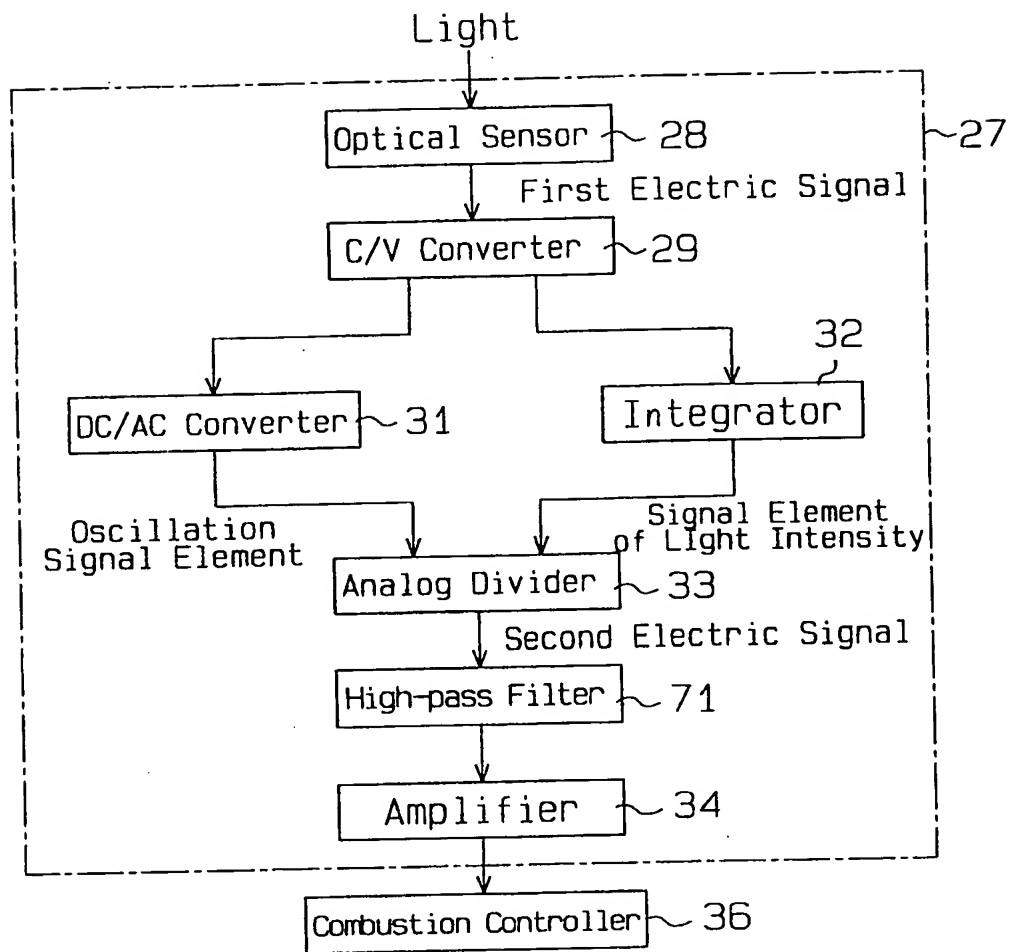 Light
Optical Sensor
28
27
First Electric Signal
C/V Converter
29
32
DC/AC Converter
31
Integrator
Oscillation
Signal Element
Signal Element
of Light Intensity
Analog Divider
33
Second Electric Signal
High-pass Filter
71
Amplifier
34
Combustion Controller
36